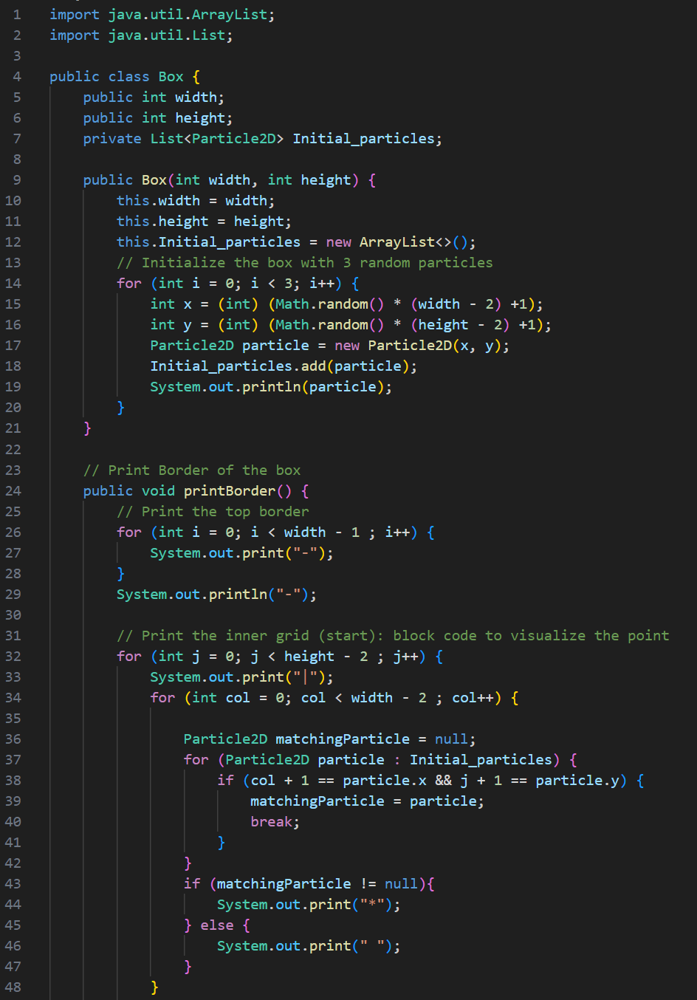 1 import java.util.ArrayList;
2 import java.util.List;
3
4 public class Box {
5     public int width;
6     public int height;
7     private List<Particle2D> Initial_particles;
8
9     public Box(int width, int height) {
10         this.width = width;
11         this.height = height;
12         this.Initial_particles = new ArrayList<>();
13         // Initialize the box with 3 random particles
14         for (int i = 0; i < 3; i++) {
15             int x = (int) (Math.random() * (width - 2) +1);
16             int y = (int) (Math.random() * (height - 2) +1);
17             Particle2D particle = new Particle2D(x, y);
18             Initial_particles.add(particle);
19             System.out.println(particle);
20         }
21     }
22
23     // Print Border of the box
24     public void printBorder() {
25         // Print the top border
26         for (int i = 0; i < width - 1 ; i++) {
27             System.out.print("-");
28         }
29         System.out.println("-");
30
31         // Print the inner grid (start): block code to visualize the point
32         for (int j = 0; j < height - 2 ; j++) {
33             System.out.print("|");
34             for (int col = 0; col < width - 2 ; col++) {
35
36                 Particle2D matchingParticle = null;
37                 for (Particle2D particle : Initial_particles) {
38                     if (col + 1 == particle.x && j + 1 == particle.y) {
39                         matchingParticle = particle;
40                         break;
41                     }
42                 }
43                 if (matchingParticle != null){
44                     System.out.print("*");
45                 } else {
46                     System.out.print(" ");
47                 }
48             }